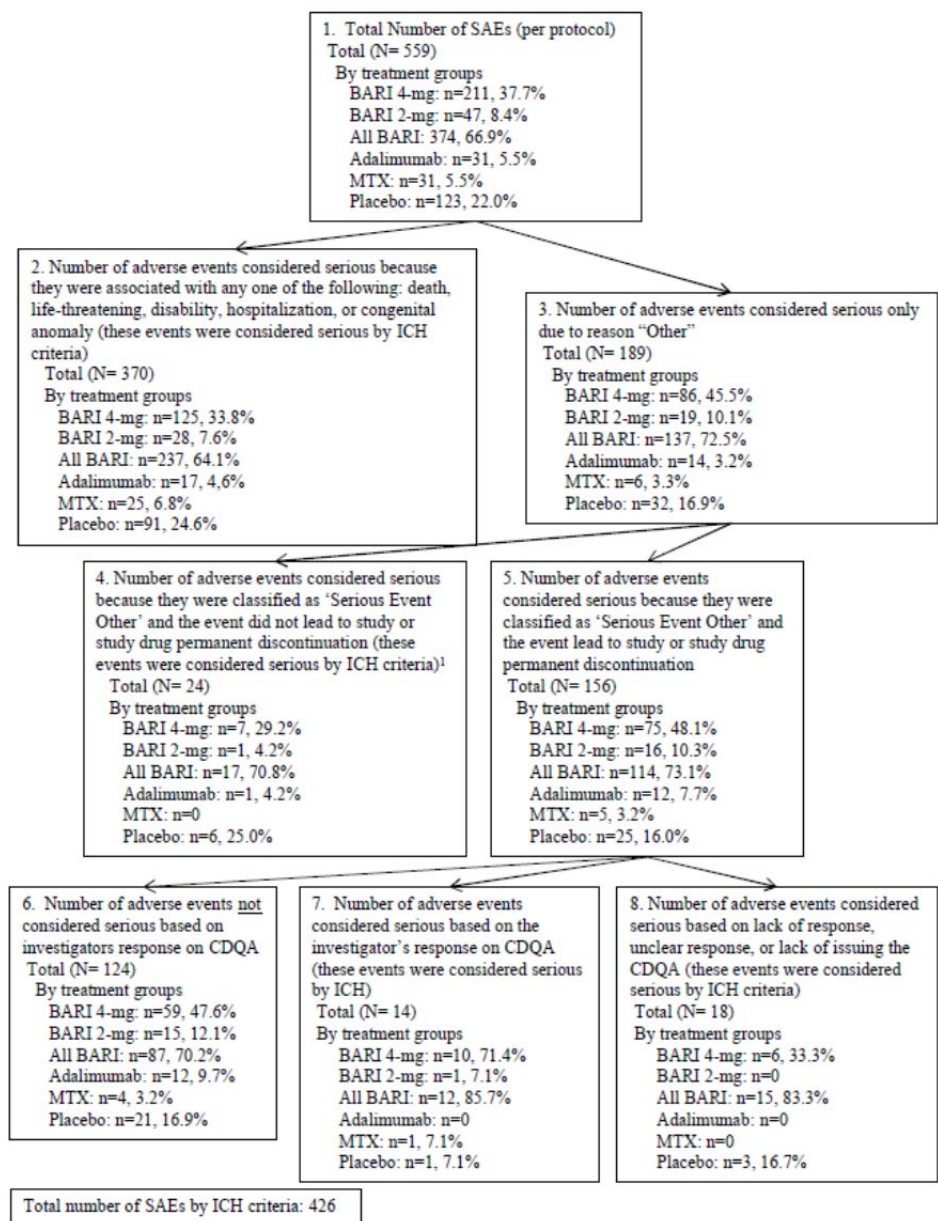 1. Total Number of SAEs (per protocol)
Total (N= 559)
By treatment groups
BARI 4-mg: n=211, 37.7%
BARI 2-mg: n=47, 8.4%
All BARI: 374, 66.9%
Adalimumab: n=31, 5.5%
MTX: n=31, 5.5%
Placebo: n=123, 22.0%
2. Number of adverse events considered serious because
they were associated with any one of the following: death,
life-threatening, disability, hospitalization, or congenital
anomaly (these events were considered serious by ICH
criteria)
Total (N= 370)
By treatment groups
BARI 4-mg: n=125, 33.8%
BARI 2-mg: n=28, 7.6%
All BARI: n=237, 64.1%
Adalimumab: n=17, 4,6%
MTX: n=25, 6.8%
Placebo: n=91, 24.6%
3. Number of adverse events considered serious only
due to reason “Other”
Total (N= 189)
By treatment groups
BARI 4-mg: n=86, 45.5%
BARI 2-mg: n=19, 10.1%
All BARI: n=137, 72.5%
Adalimumab: n=14, 3.2%
MTX: n=6, 3.3%
Placebo: n=32, 16.9%
4. Number of adverse events considered serious
because they were classified as ‘Serious Event
Other’ and the event did not lead to study or
study drug permanent discontinuation (these
events were considered serious by ICH criteria)¹
Total (N= 24)
By treatment groups
BARI 4-mg: n=7, 29.2%
BARI 2-mg: n=1, 4.2%
All BARI: n=17, 70.8%
Adalimumab: n=1, 4.2%
MTX: n=0
Placebo: n=6, 25.0%
5. Number of adverse events
considered serious because they were
classified as ‘Serious Event Other’ and
the event lead to study or study drug
permanent discontinuation
Total (N= 156)
By treatment groups
BARI 4-mg: n=75, 48.1%
BARI 2-mg: n=16, 10.3%
All BARI: n=114, 73.1%
Adalimumab: n=12, 7.7%
MTX: n=5, 3.2%
Placebo: n=25, 16.0%
6. Number of adverse events not
considered serious based on
investigators response on CDQA
Total (N= 124)
By treatment groups
BARI 4-mg: n=59, 47.6%
BARI 2-mg: n=15, 12.1%
All BARI: n=87, 70.2%
Adalimumab: n=12, 9.7%
MTX: n=4, 3.2%
Placebo: n=21, 16.9%
7. Number of adverse events
considered serious based on the
investigator’s response on CDQA
(these events were considered serious
by ICH)
Total (N= 14)
By treatment groups
BARI 4-mg: n=10, 71.4%
BARI 2-mg: n=1, 7.1%
All BARI: n=12, 85.7%
Adalimumab: n=0
MTX: n=1, 7.1%
Placebo: n=1, 7.1%
8. Number of adverse events considered
serious based on lack of response,
unclear response, or lack of issuing the
CDQA (these events were considered
serious by ICH criteria)
Total (N= 18)
By treatment groups
BARI 4-mg: n=6, 33.3%
BARI 2-mg: n=0
All BARI: n=15, 83.3%
Adalimumab: n=0
MTX: n=0
Placebo: n=3, 16.7%
Total number of SAEs by ICH criteria: 426